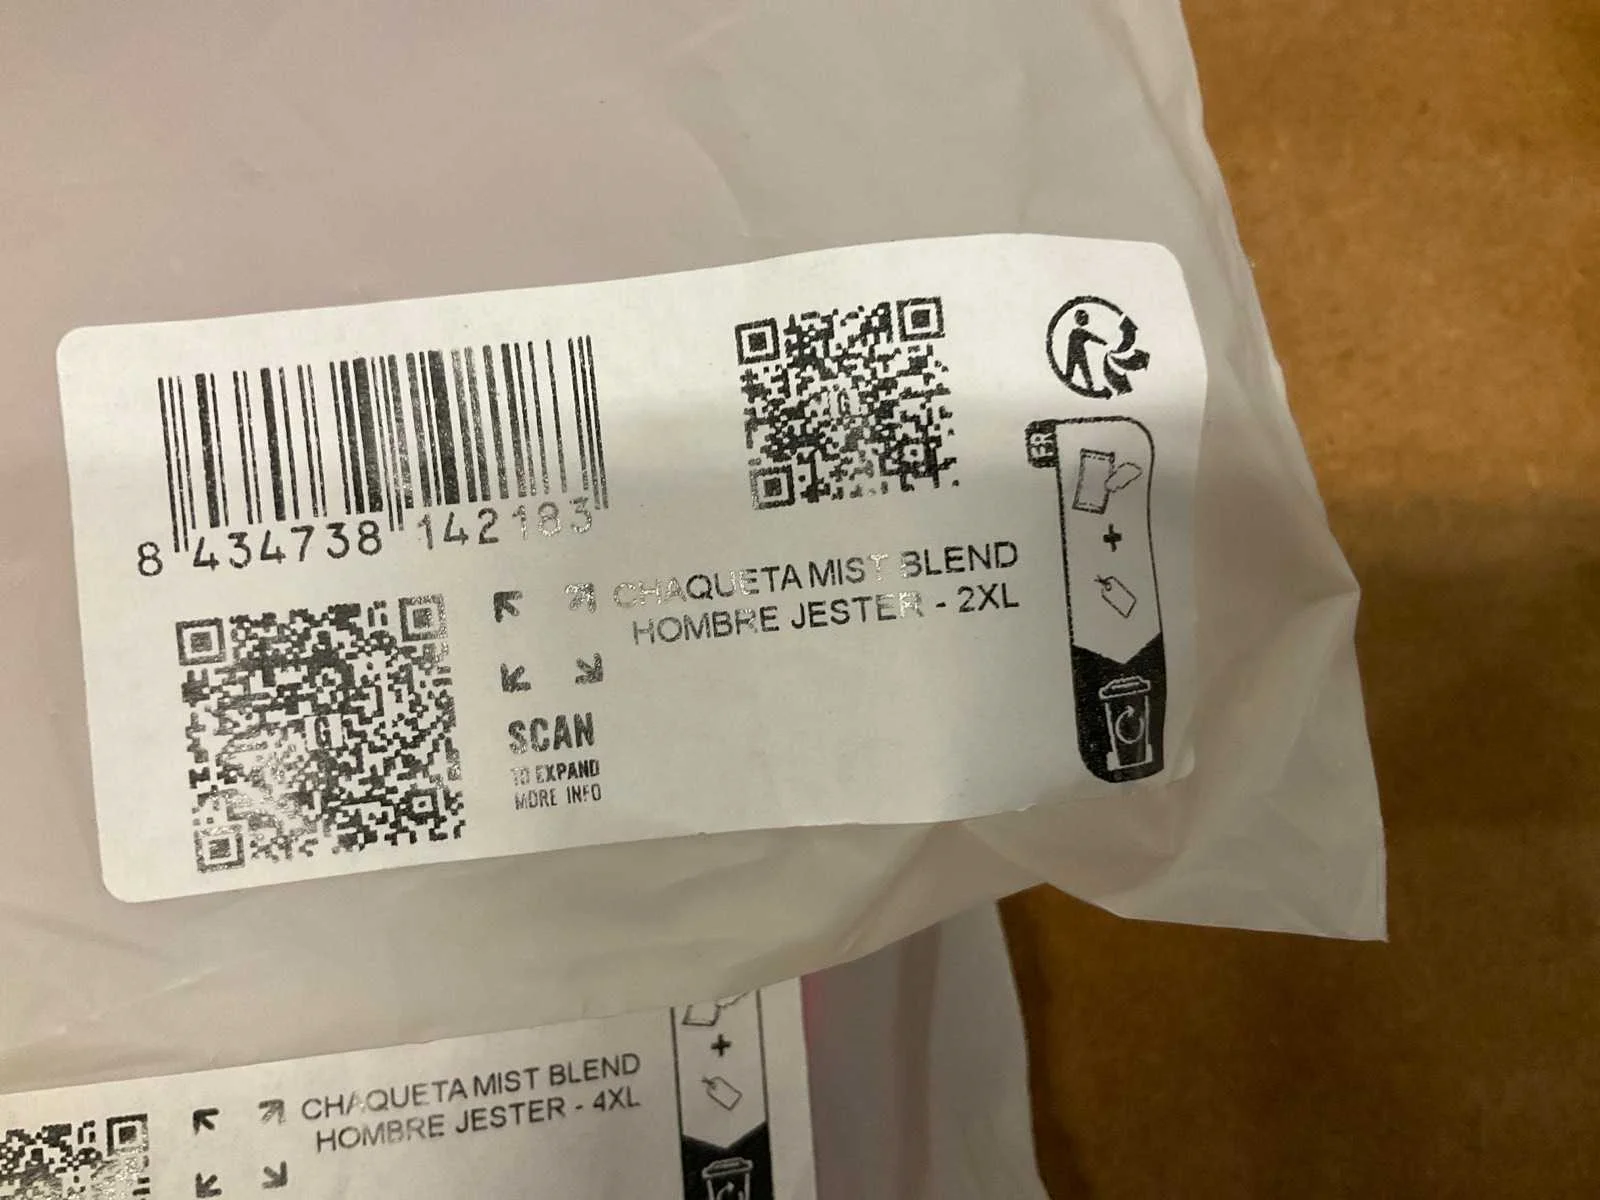 8 434738 142183
CHAQUETA MIST BLEND
HOMBRE JESTER - 2XL
SCAN
TO EXPAND
MORE INFO
FR
G
G
CHAQUETA MIST BLEND
HOMBRE JESTER - 4XL